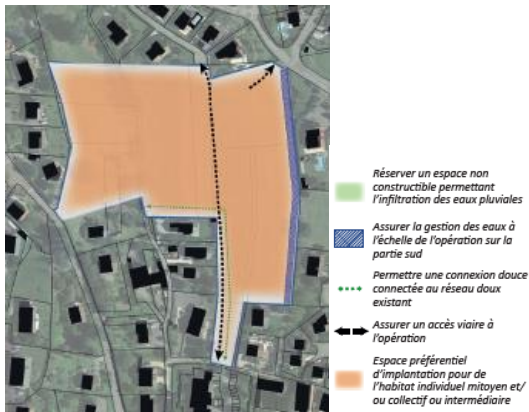 Réserver un espace non
constructible permettant
l'infiltration des eaux pluviales
Assurer la gestion des eaux à
l'échelle de l'opération sur la
partie sud
Permettre une connexion douce
connectée au réseau doux
existant
Assurer un accès viaire à
l'opération
Espace préférentiel
d'implantation pour de
l'habitat individuel mitoyen et/
ou collectif ou intermédiaire